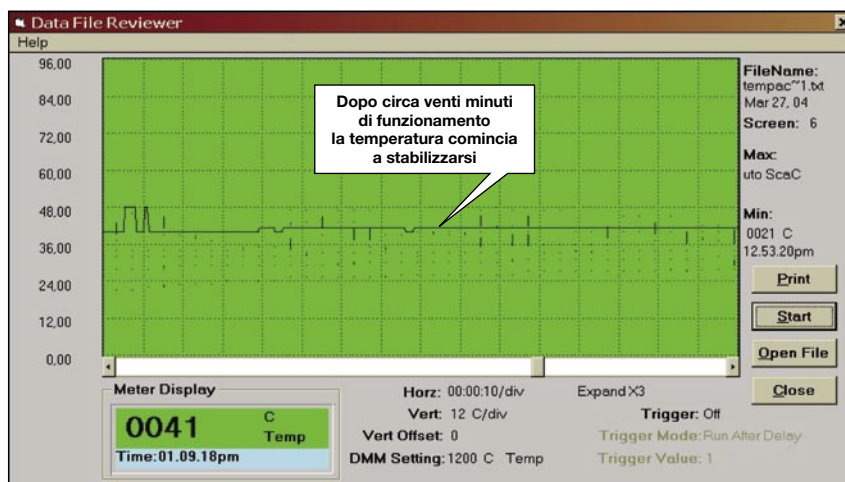 Data File Reviewer
Help
96,00
84,00
72,00
60,00
48,00
36,00
24,00
12,00
0,00
Dopo circa venti minuti
di funzionamento
la temperatura comincia
a stabilizzarsi
FileName:
tempac~1.txt
Mar 27, 04
Screen: 6
Max:
uto ScaC
Min:
0021 C
12.53.20pm
Print
Start
Open File
Close
Meter Display
0041 C
Temp
Time:01.09.18pm
Horz: 00:00:10/div Expand X3
Vert: 12 C/div Trigger: Off
Vert Offset: 0 Trigger Mode: Run After Delay
DMM Setting: 1200 C Temp Trigger Value: 1